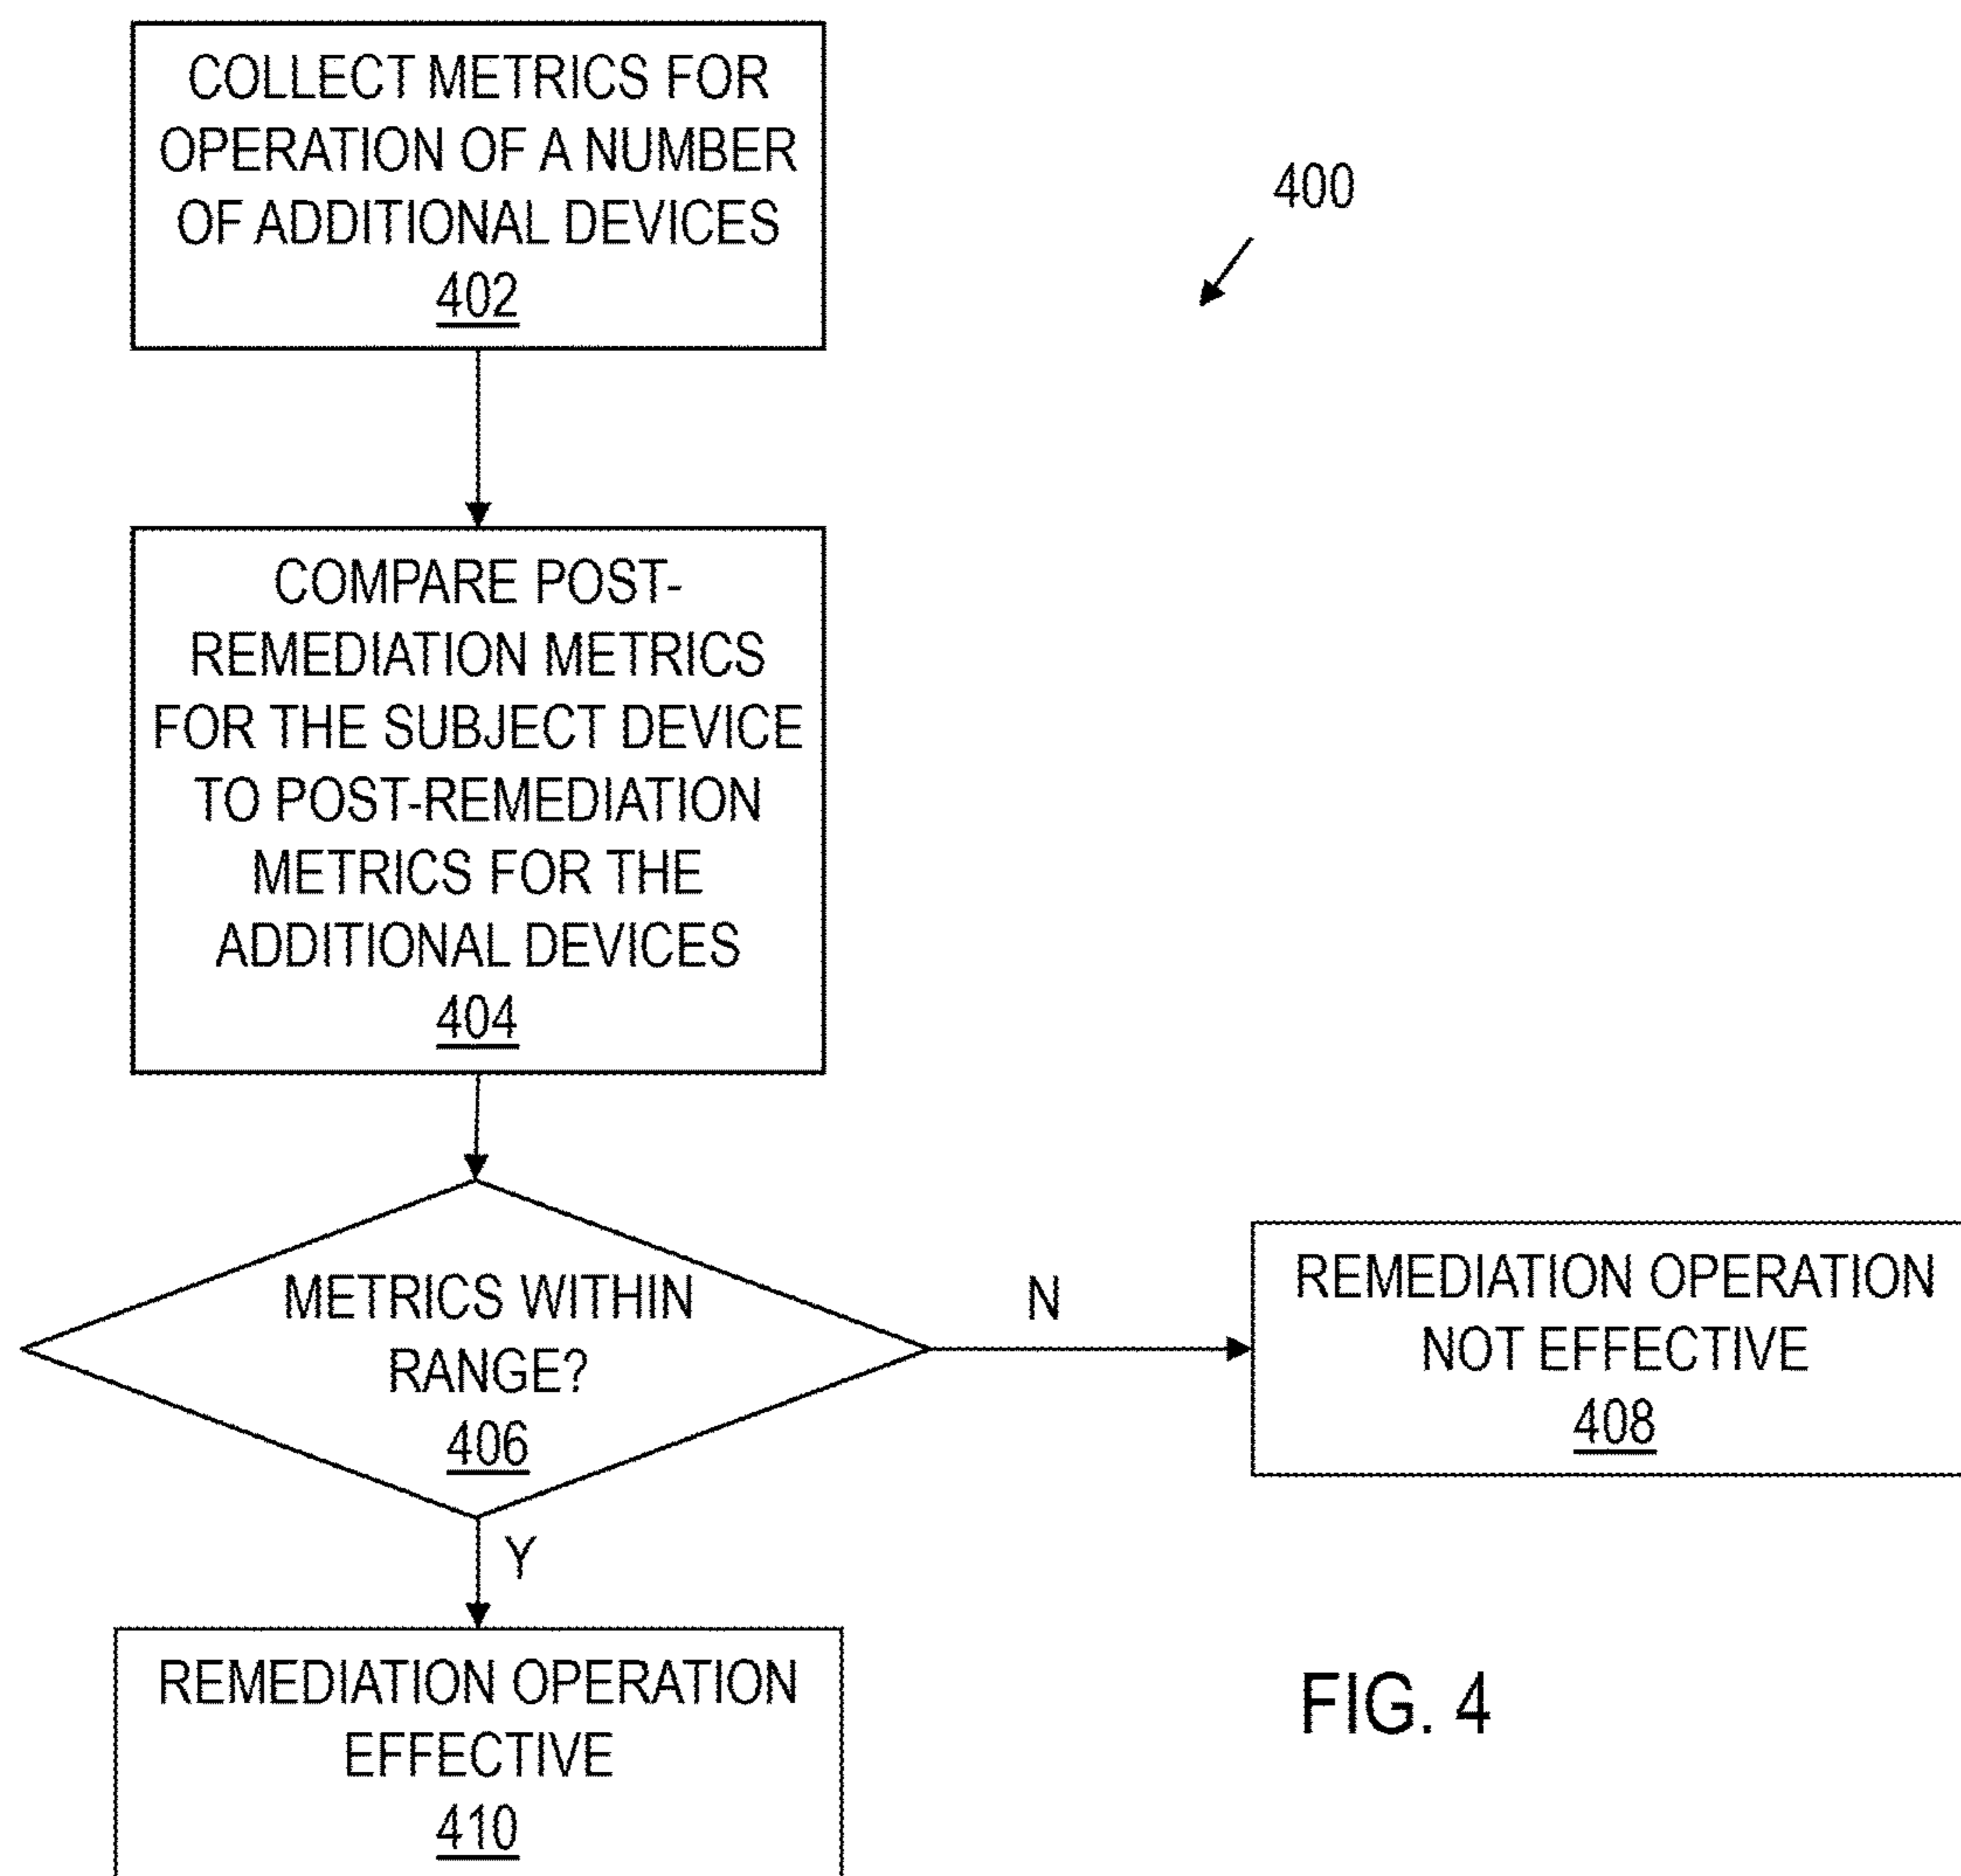 COLLECT METRICS FOR
OPERATION OF A NUMBER
OF ADDITIONAL DEVICES
402
400
COMPARE POST-
REMEDIATION METRICS
FOR THE SUBJECT DEVICE
TO POST-REMEDIATION
METRICS FOR THE
ADDITIONAL DEVICES
404
METRICS WITHIN
RANGE?
406
N
REMEDIATION OPERATION
NOT EFFECTIVE
408
Y
REMEDIATION OPERATION
EFFECTIVE
410
FIG. 4